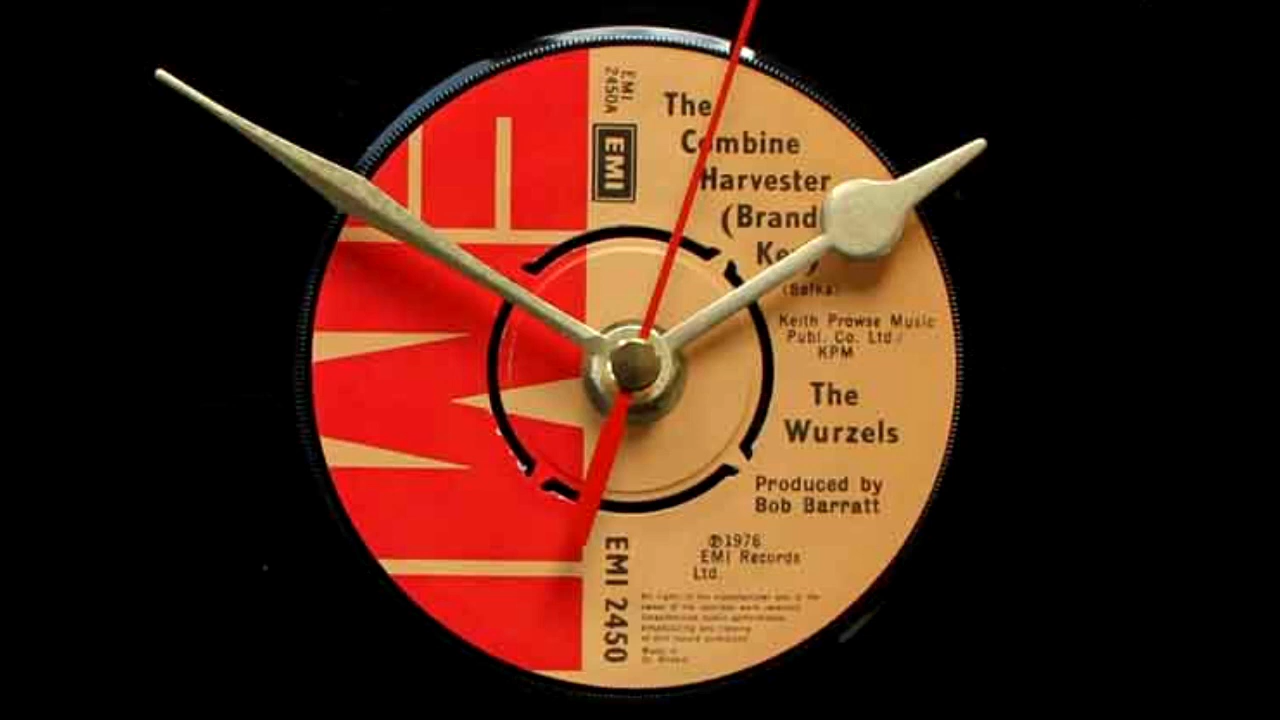 EMI
2450A
EMI
The
Combine
Harvester
(Brand
Key)
Keith Prowse Music
Publ. Co. Ltd.
KPM
The
Wurzels
Produced by
Bob Barratt
℗1976
EMI Records
Ltd.
EMI 2450